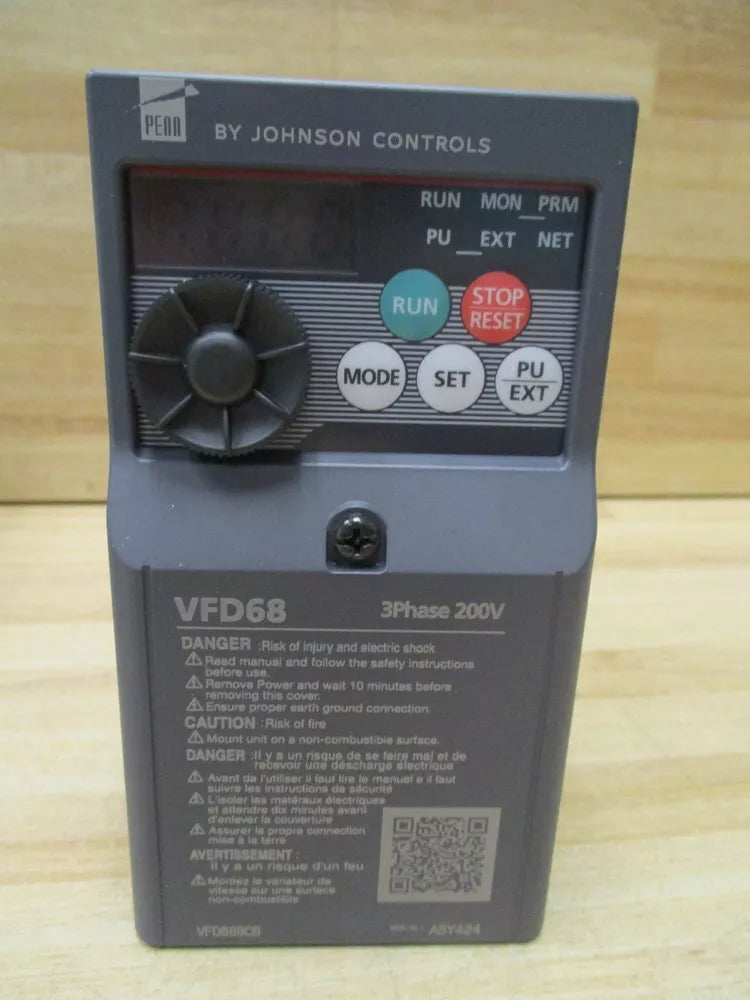 PENN
BY JOHNSON CONTROLS
RUN MON PRM
PU EXT NET
RUN
STOP
RESET
MODE
SET
PU
EXT
VFD68
3Phase 200V
DANGER :Risk of injury and electric shock
Read manual and follow the safety instructions
before use.
Remove Power and wait 10 minutes before
removing this cover.
Ensure proper earth ground connection.
CAUTION :Risk of fire
Mount unit on a non-combustible surface.
DANGER :Il y a un risque de se faire mal et de
recevoir une décharge électrique
Avant de l'utiliser il faut lire le manuel e il faut
suivre les instructions de sécurité
L'isoler les matéraux électriques
et attendre dix minutes avant
d'enlever la couverture
Assurer la propre connection
mise à la terre
AVERTISSEMENT :
Il y a un risque d'un feu
Montez le variateur de
vitesse sur une surface
non-combustible
A5Y424